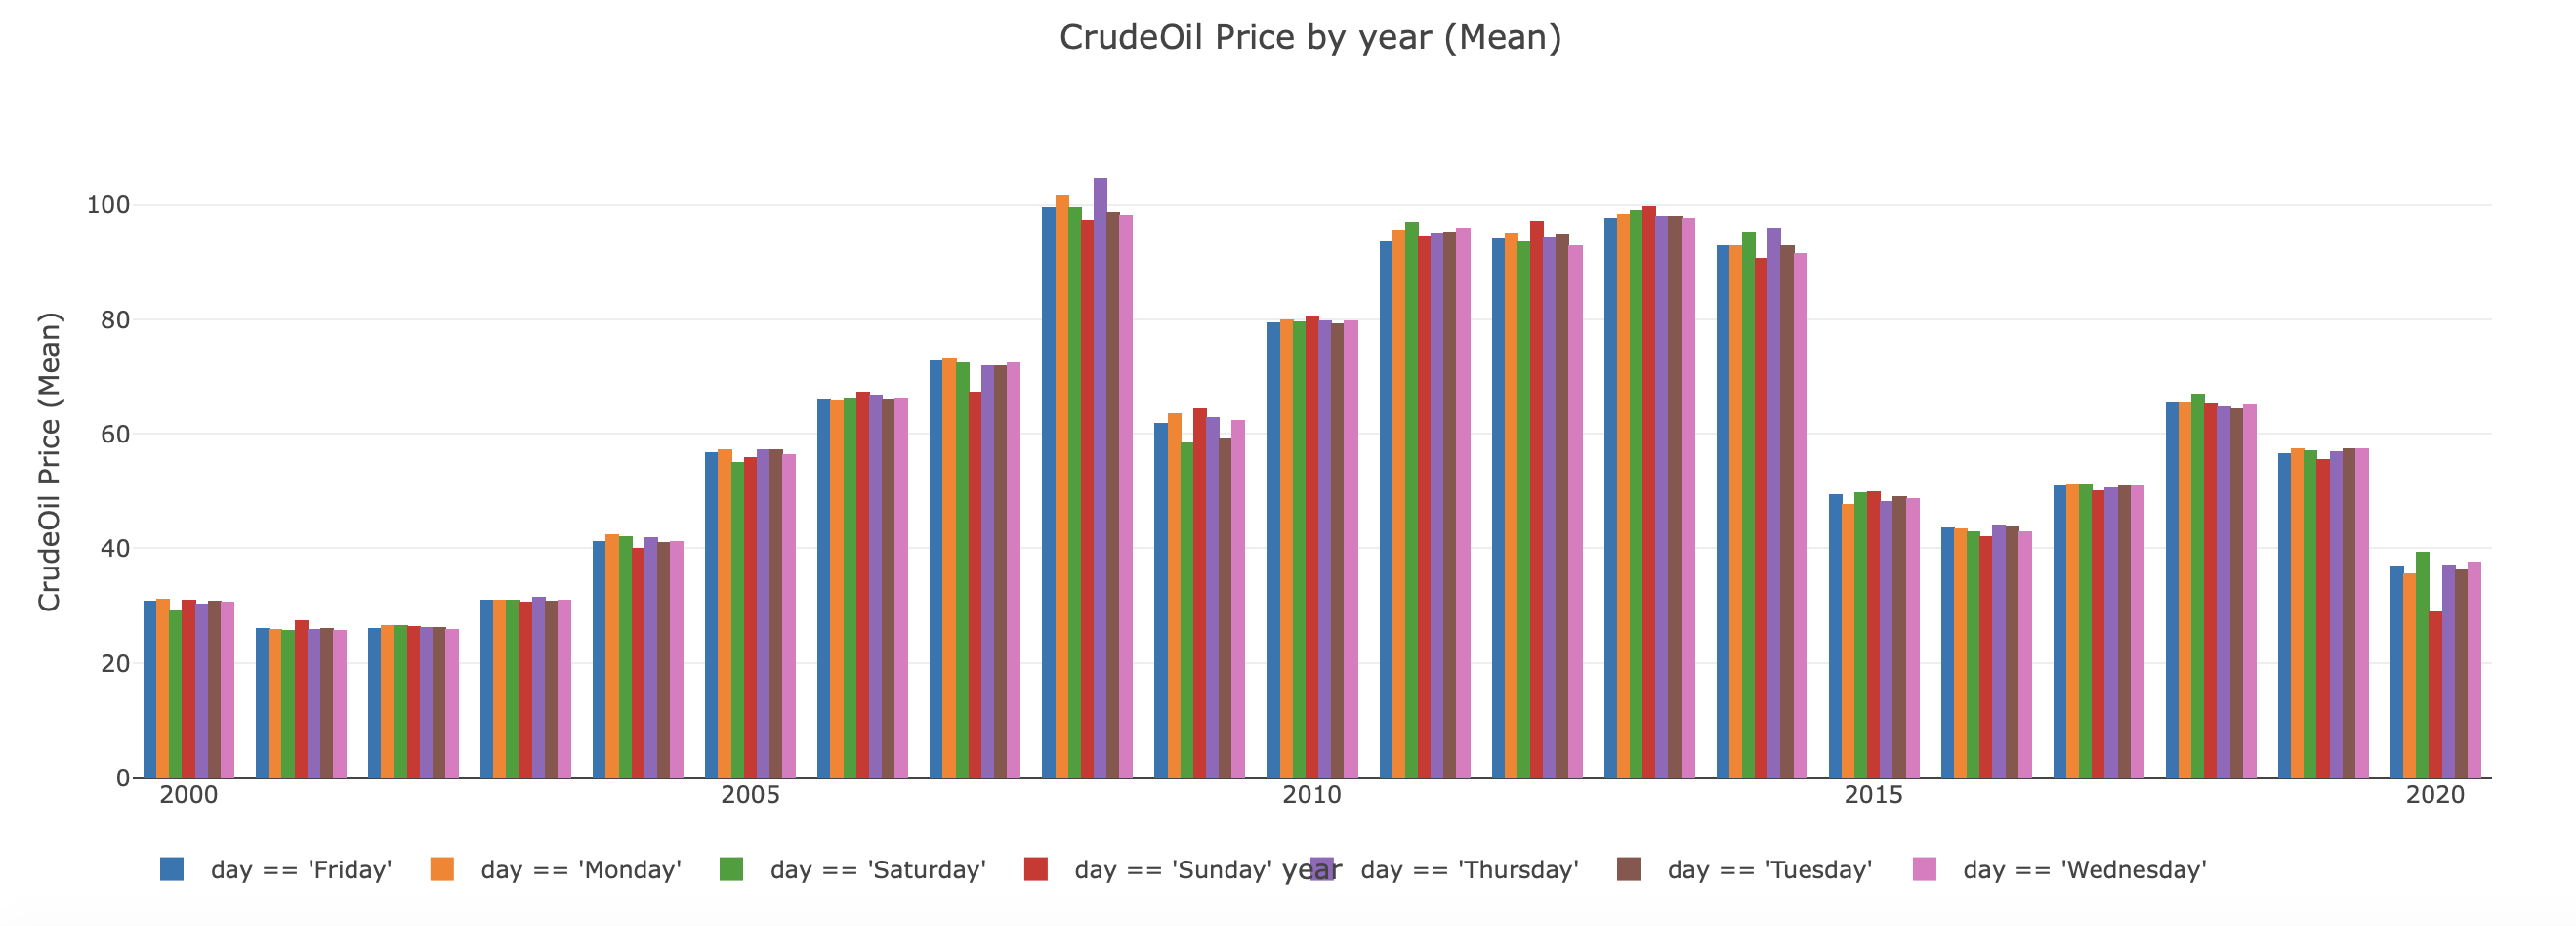 CrudeOil Price by year (Mean)
CrudeOil Price (Mean)
100
80
60
40
20
0
2000 2005 2010 2015 2020
day == 'Friday' day == 'Monday' day == 'Saturday' day == 'Sunday' day == 'Thursday' day == 'Tuesday' day == 'Wednesday'
year